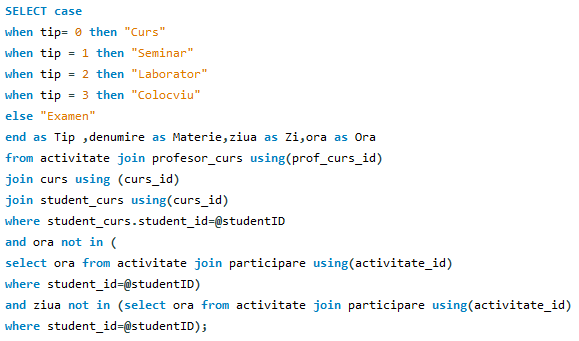 SELECT case
when tip= 0 then "Curs"
when tip = 1 then "Seminar"
when tip = 2 then "Laborator"
when tip = 3 then "Colocviu"
else "Examen"
end as Tip ,denumire as Materie,ziua as Zi,ora as Ora
from activitate join profesor_curs using(prof_curs_id)
join curs using (curs_id)
join student_curs using(curs_id)
where student_curs.student_id=@studentID
and ora not in (
select ora from activitate join participare using(activitate_id)
where student_id=@studentID)
and ziua not in (select ora from activitate join participare using(activitate_id)
where student_id=@studentID);